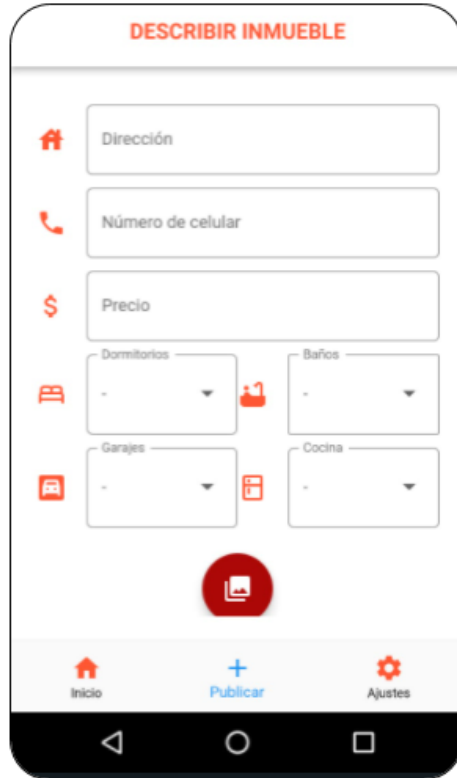 DESCRIBIR INMUEBLE
Dirección
Número de celular
$ Precio
Dormitorios Baños
- -
Garajes Cocina
- -
Inicio Publicar Ajustes